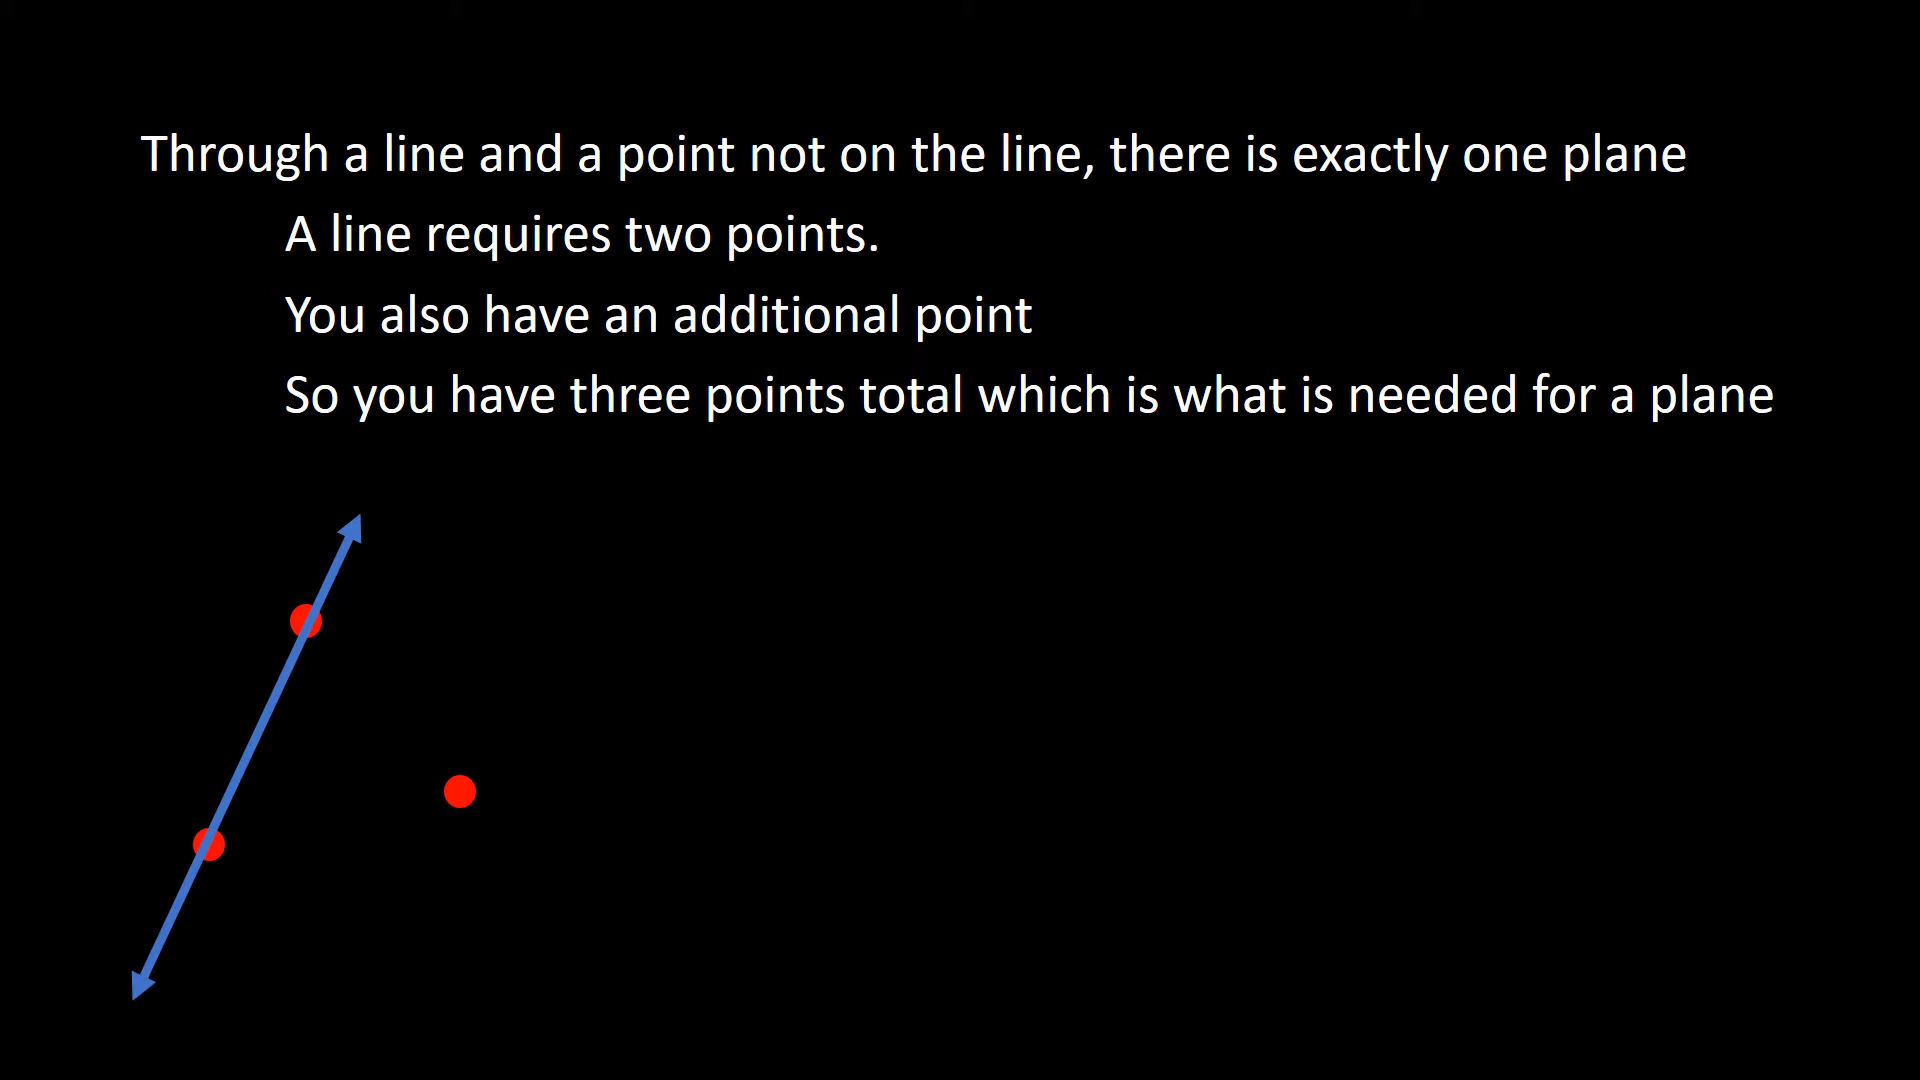 Through a line and a point not on the line, there is exactly one plane
A line requires two points.
You also have an additional point
So you have three points total which is what is needed for a plane